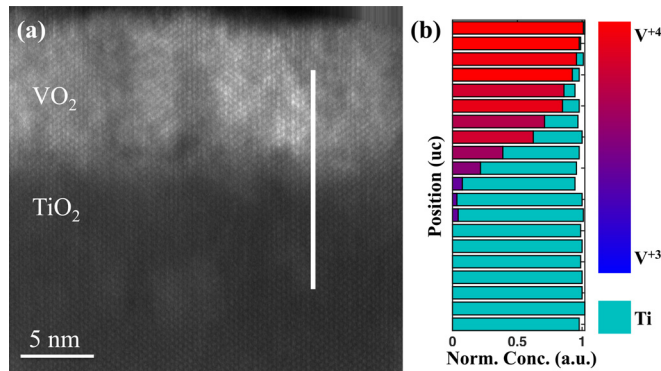 (a)
VO₂
TiO₂
5 nm
(b)
Position (uc)
0 0.5 1
Norm. Conc. (a.u.)
V⁺⁴
V⁺³
Ti